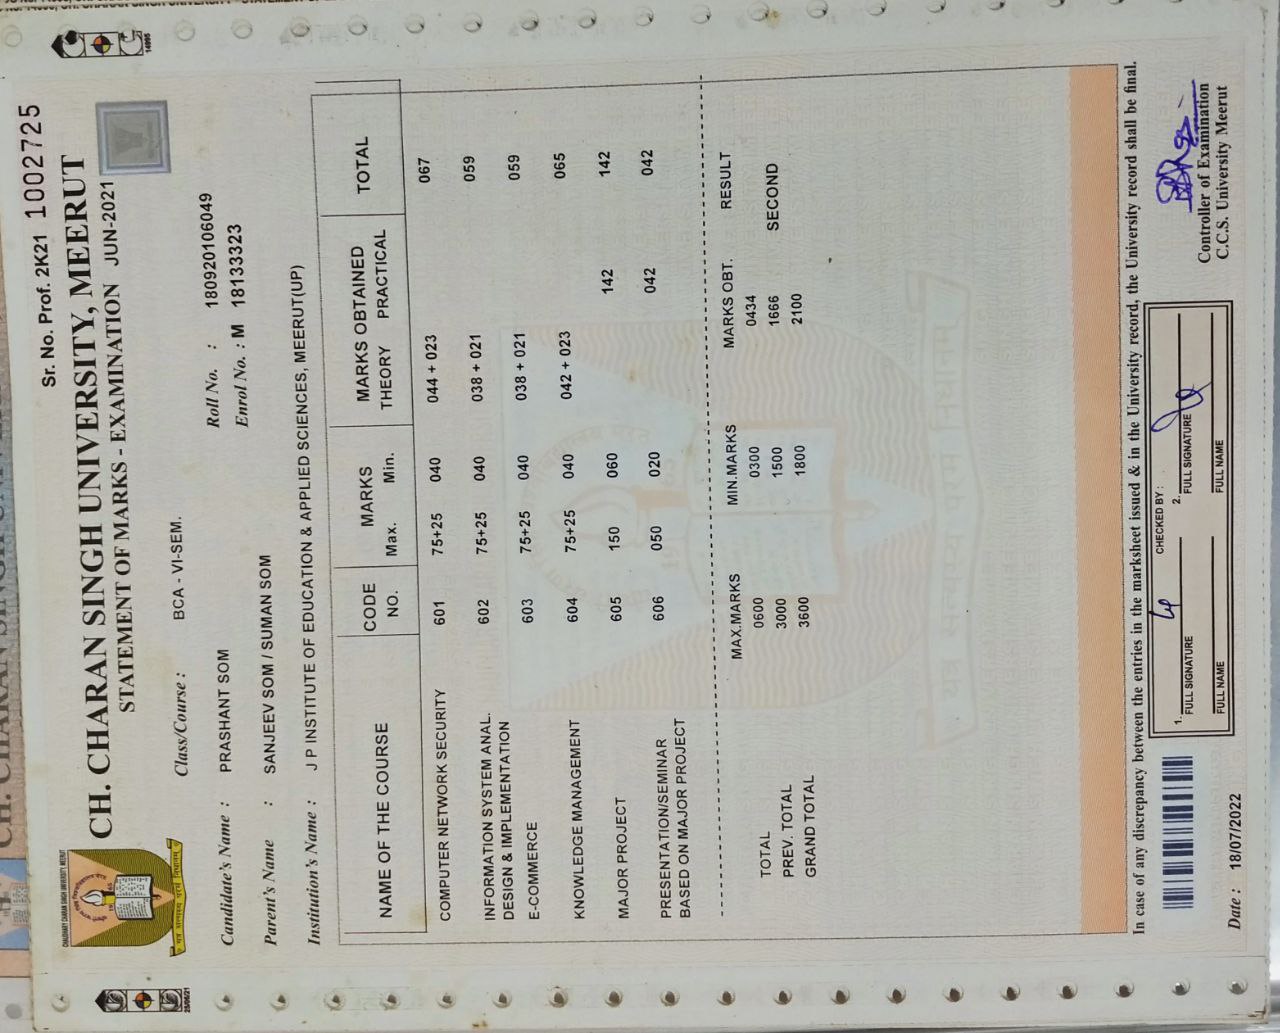 Sr. No. Prof. 2K21 1002725
CH. CHARAN SINGH UNIVERSITY, MEERUT
STATEMENT OF MARKS - EXAMINATION JUN-2021
Class/Course : BCA - VI-SEM.
Roll No. : 180920106049
Enrol No. : M 18133323
Candidate's Name : PRASHANT SOM
Parent's Name : SANJEEV SOM / SUMAN SOM
Institution's Name : J P INSTITUTE OF EDUCATION & APPLIED SCIENCES, MEERUT(UP)
NAME OF THE COURSE CODE NO. MARKS Max. Min. MARKS OBTAINED THEORY PRACTICAL TOTAL
COMPUTER NETWORK SECURITY 601 75+25 040 044 + 023 067
INFORMATION SYSTEM ANAL. 602 75+25 040 038 + 021 059
DESIGN & IMPLEMENTATION
E-COMMERCE 603 75+25 040 038 + 021 059
KNOWLEDGE MANAGEMENT 604 75+25 040 042 + 023 065
MAJOR PROJECT 605 150 060 142 142
PRESENTATION/SEMINAR 606 050 020 042 042
BASED ON MAJOR PROJECT
MAX.MARKS MIN.MARKS MARKS OBT. RESULT
TOTAL 0600 0300 0434
PREV. TOTAL 3000 1500 1666 SECOND
GRAND TOTAL 3600 1800 2100
In case of any discrepancy between the entries in the marksheet issued & in the University record, the University record shall be final.
CHECKED BY :
1. FULL SIGNATURE 2. FULL SIGNATURE
FULL NAME FULL NAME
Controller of Examination
C.C.S. University Meerut
Date : 18/07/2022